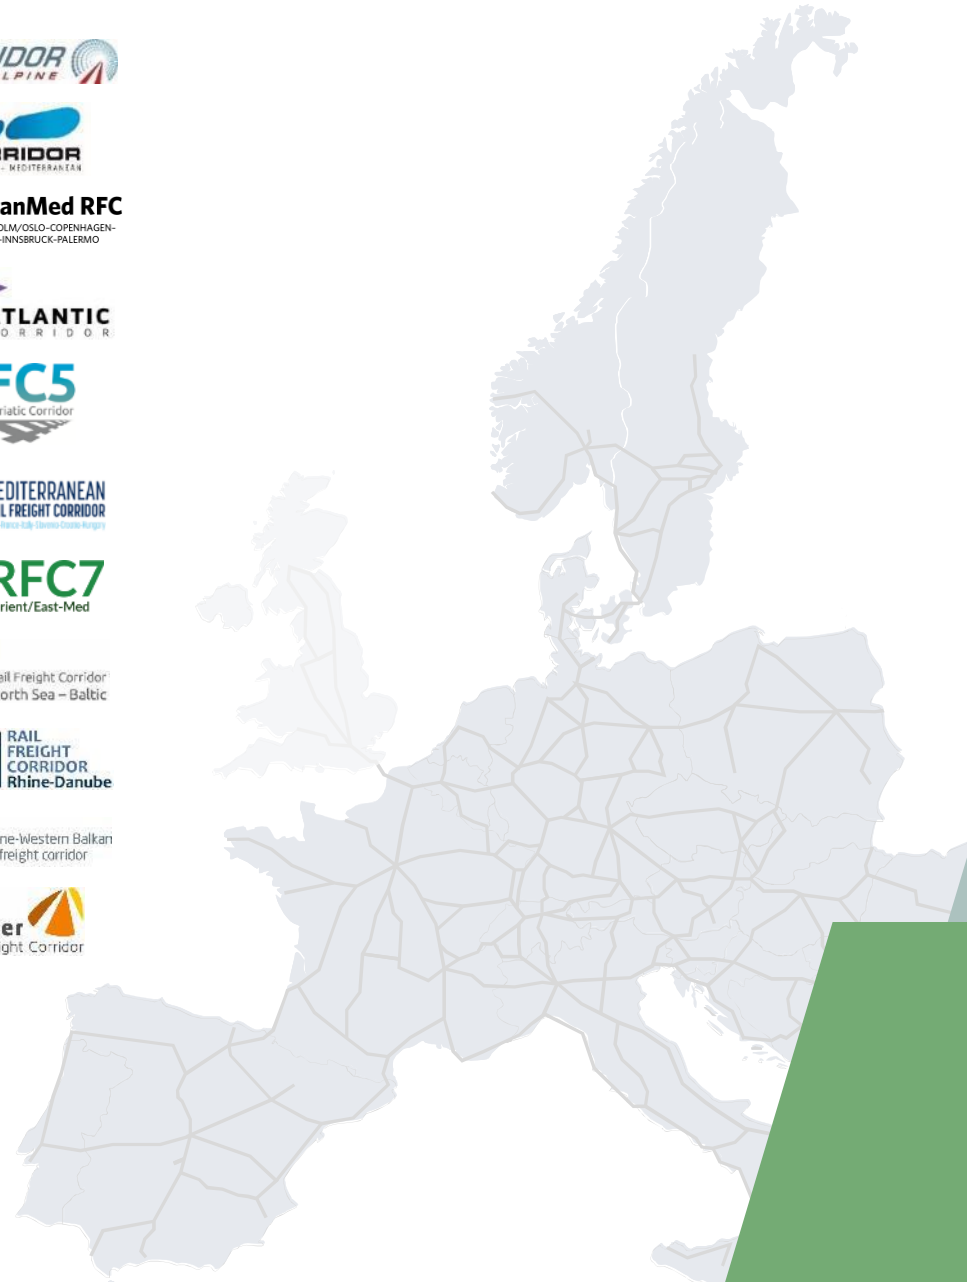 IDOR
LPINE
RIDOR
- MEDITERRANEAN
anMed RFC
OLM/OSLO-COPENHAGEN-
-INNSBRUCK-PALERMO
TLANTIC
O R R I D O R
FC5
riatic Corridor
EDITERRANEAN
L FREIGHT CORRIDOR
RFC7
rient/East-Med
ail Freight Corridor
orth Sea – Baltic
RAIL
FREIGHT
CORRIDOR
Rhine-Danube
ne-Western Balkan
freight corridor
er
ght Corridor